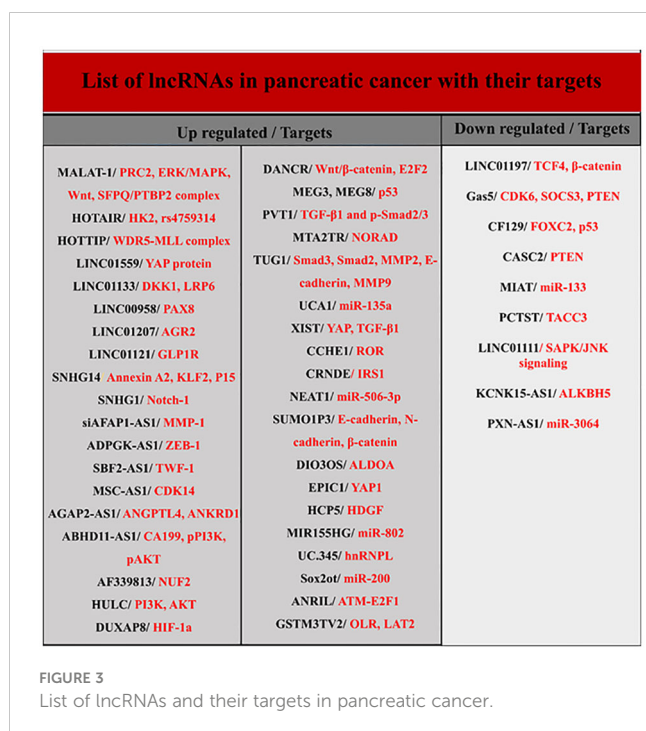 List of lncRNAs in pancreatic cancer with their targets
Up regulated / Targets
Down regulated / Targets
MALAT-1/ PRC2, ERK/MAPK,
Wnt, SFPQ/PTBP2 complex
HOTAIR/ HK2, rs4759314
HOTTIP/ WDR5-MLL complex
LINC01559/ YAP protein
LINC01133/ DKK1, LRP6
LINC00958/ PAX8
LINC01207/ AGR2
LINC01121/ GLP1R
SNHG14 Annexin A2, KLF2, P15
SNHG1/ Notch-1
siAFAP1-AS1/ MMP-1
ADPGK-AS1/ ZEB-1
SBF2-AS1/ TWF-1
MSC-AS1/ CDK14
AGAP2-AS1/ ANGPTL4, ANKRD1
ABHD11-AS1/ CA199, pPI3K,
pAKT
AF339813/ NUF2
HULC/ PI3K, AKT
DUXAP8/ HIF-1a
DANCR/ Wnt/β-catenin, E2F2
MEG3, MEG8/ p53
PVT1/ TGF-β1 and p-Smad2/3
MTA2TR/ NORAD
TUG1/ Smad3, Smad2, MMP2, E-
cadherin, MMP9
UCA1/ miR-135a
XIST/ YAP, TGF-β1
CCHE1/ ROR
CRNDE/ IRS1
NEAT1/ miR-506-3p
SUMO1P3/ E-cadherin, N-
cadherin, β-catenin
DIO3OS/ ALDOA
EPIC1/ YAP1
HCP5/ HDGF
MIR155HG/ miR-802
UC.345/ hnRNPL
Sox2ot/ miR-200
ANRIL/ ATM-E2F1
GSTM3TV2/ OLR, LAT2
LINC01197/ TCF4, β-catenin
Gas5/ CDK6, SOCS3, PTEN
CF129/ FOXC2, p53
CASC2/ PTEN
MIAT/ miR-133
PCTST/ TACC3
LINC01111/ SAPK/JNK
signaling
KCNK15-AS1/ ALKBH5
PXN-AS1/ miR-3064
FIGURE 3
List of lncRNAs and their targets in pancreatic cancer.